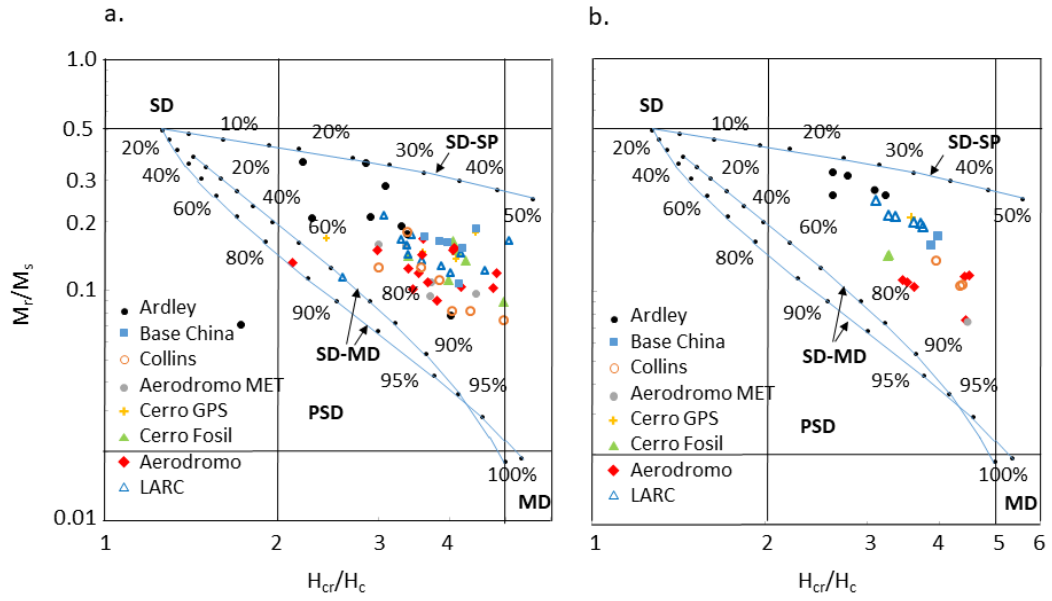 a.
1.0
0.5
0.3
0.2
0.1
0.01
Mr/Ms
SD
10%
20%
30%
SD-SP
40%
50%
20%
40%
60%
80%
20%
40%
60%
80%
90%
90%
SD-MD
95%
95%
PSD
100%
MD
Ardley
Base China
Collins
Aerodromo MET
Cerro GPS
Cerro Fosil
Aerodromo
LARC
1 2 3 4
Hcr/Hc
b.
SD
10%
20%
30%
SD-SP
40%
50%
20%
40%
60%
80%
20%
40%
60%
80%
90%
90%
SD-MD
95%
95%
PSD
100%
MD
Ardley
Base China
Collins
Aerodromo MET
Cerro GPS
Cerro Fosil
Aerodromo
LARC
1 2 3 4 5 6
Hcr/Hc